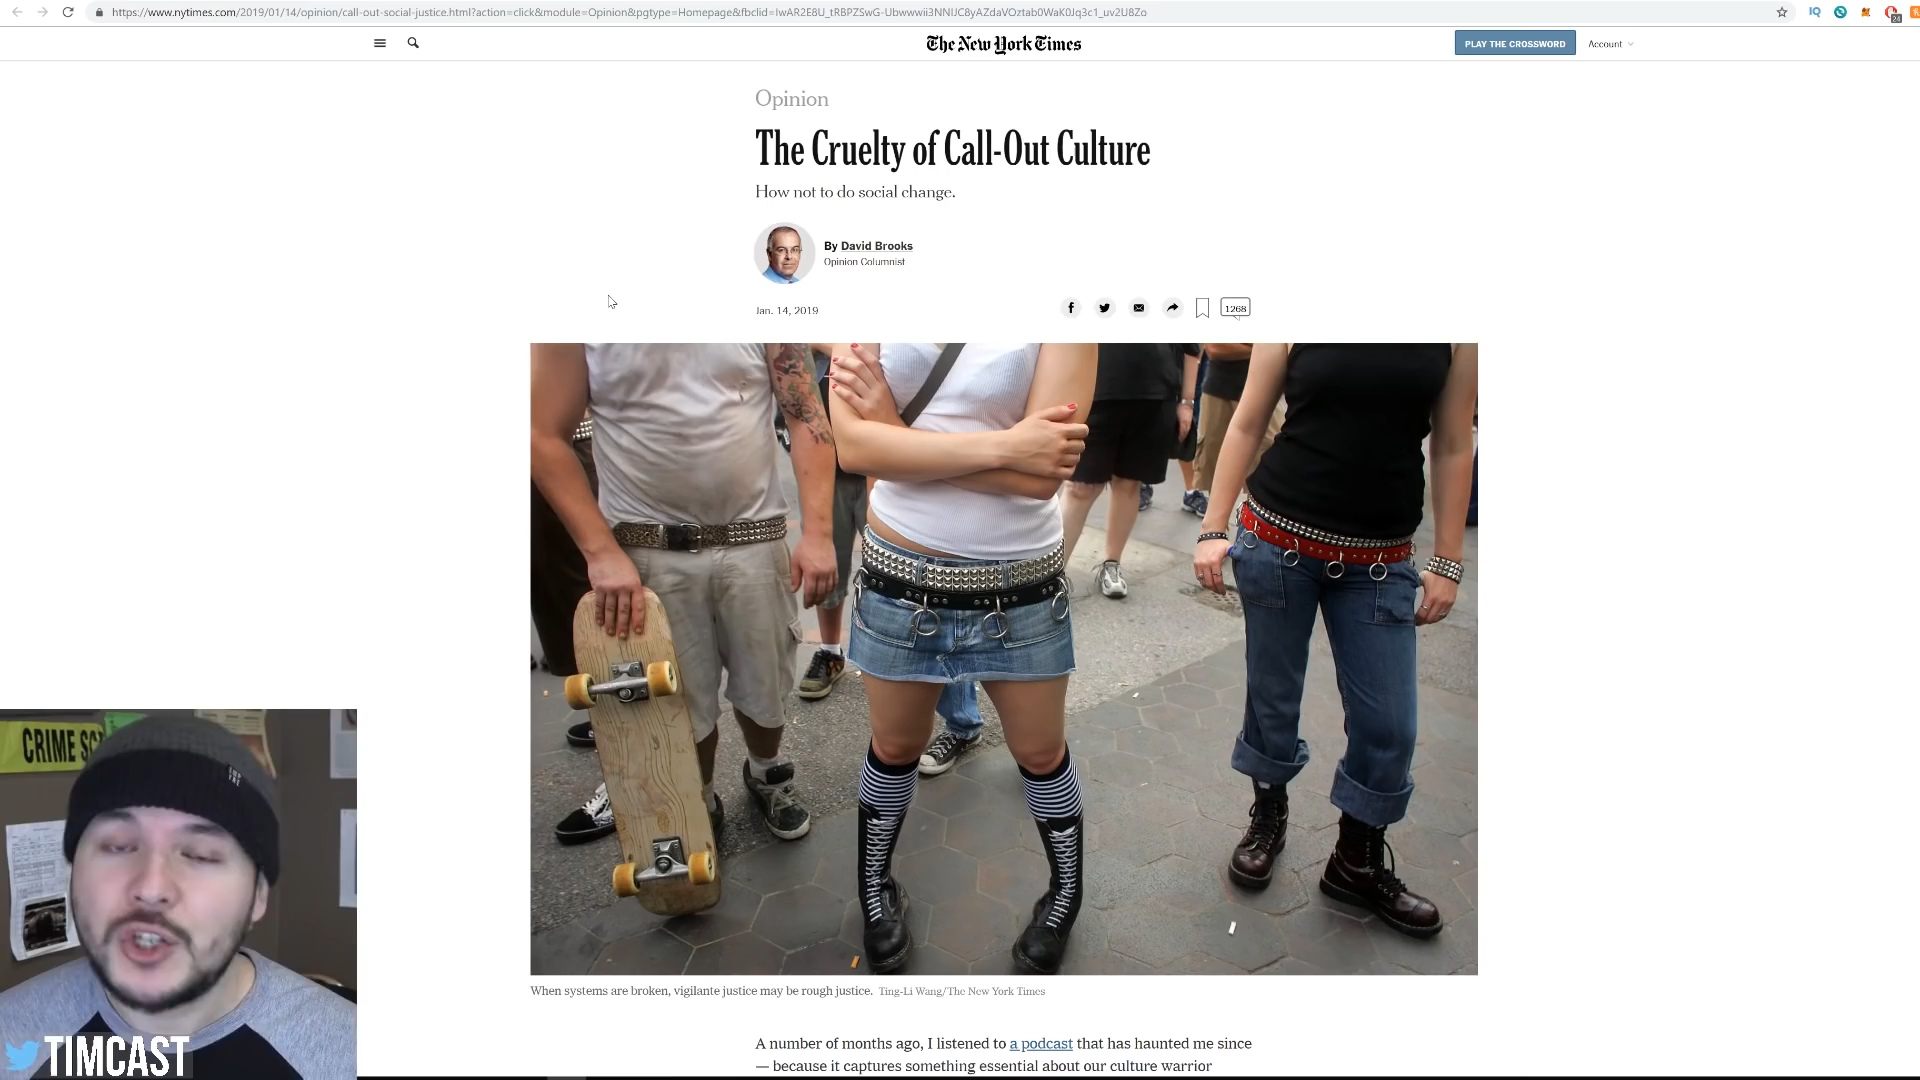 https://www.nytimes.com/2019/01/14/opinion/call-out-social-justice.html?action=click&module=Opinion&pgtype=Homepage&fbclid=IwAR2E8U_tRBPZSwG-Ubwwwii3NNIJC8yAZdaVOztab0WaK0Jq3c1_uv2U8Zo
IQ
24
The New York Times
PLAY THE CROSSWORD
Account
Opinion
The Cruelty of Call-Out Culture
How not to do social change.
By David Brooks
Opinion Columnist
Jan. 14, 2019
1268
When systems are broken, vigilante justice may be rough justice. Ting-Li Wang/The New York Times
A number of months ago, I listened to a podcast that has haunted me since
— because it captures something essential about our culture warrior
CRIME SC
TIMCAST